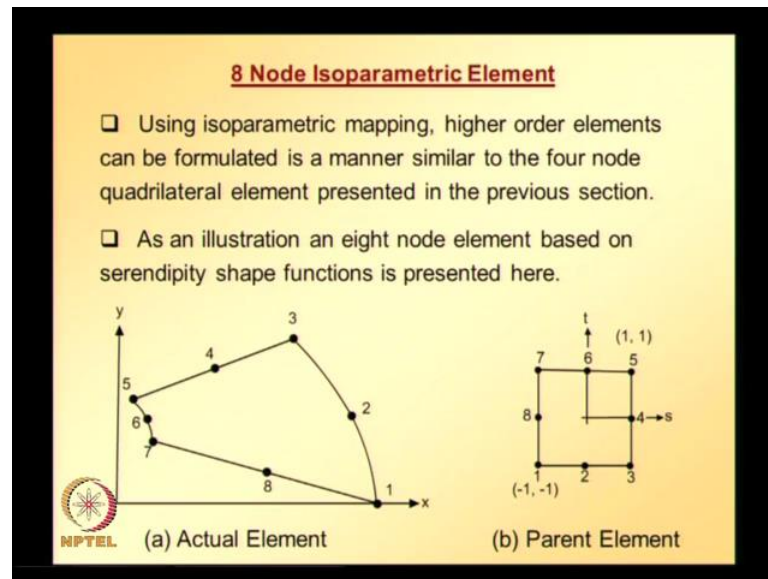 8 Node Isoparametric Element
Using isoparametric mapping, higher order elements
can be formulated is a manner similar to the four node
quadrilateral element presented in the previous section.
As an illustration an eight node element based on
serendipity shape functions is presented here.
y
3
4
5
6
7
2
8
1
x
t
(1, 1)
7 6 5
8 4 s
1 2 3
(-1, -1)
NPTEL
(a) Actual Element
(b) Parent Element